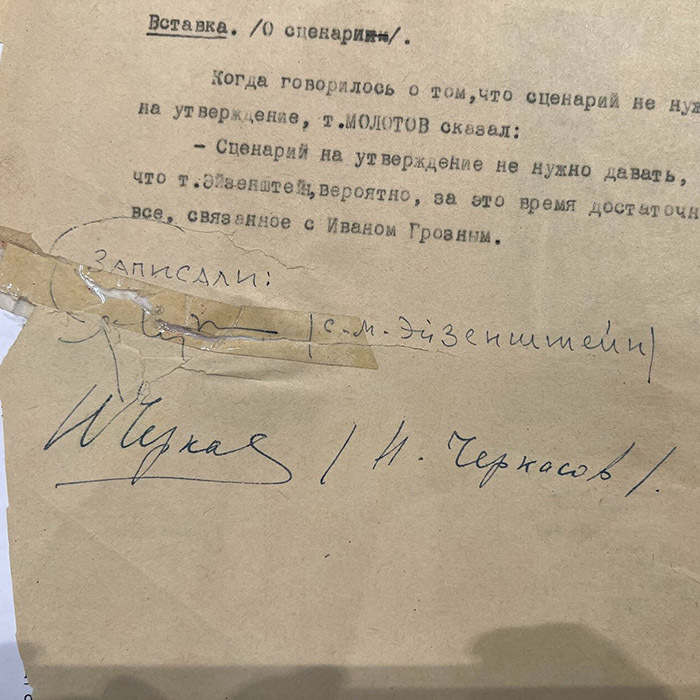 Вставка. /О сценарии/.
Когда говорилось о том,что сценарий не нуж
на утверждение, т.МОЛОТОВ сказал:
- Сценарий на утверждение не нужно давать,
что т.Эйзенштейн,вероятно, за это время достаточн
все, связанное с Иваном Грозным.
Записали:
/С.М.Эйзенштейн/
Н Черкас /Н. Черкасов/.